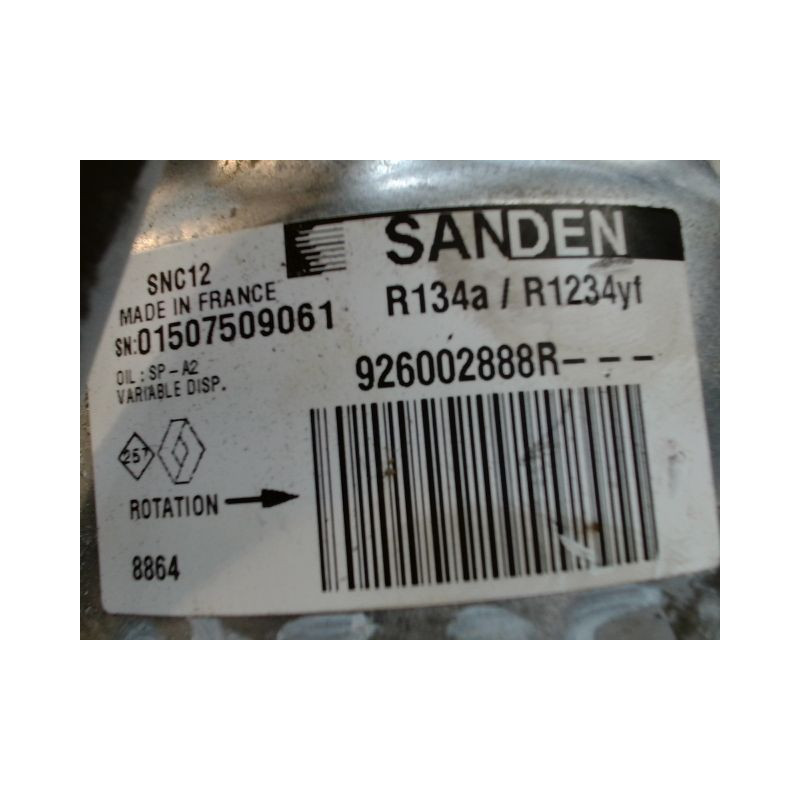 SANDEN
SNC12
MADE IN FRANCE
R134a / R1234yf
SN:01507509061
926002888R---
OIL : SP-A2
VARIABLE DISP.
257
ROTATION
8864